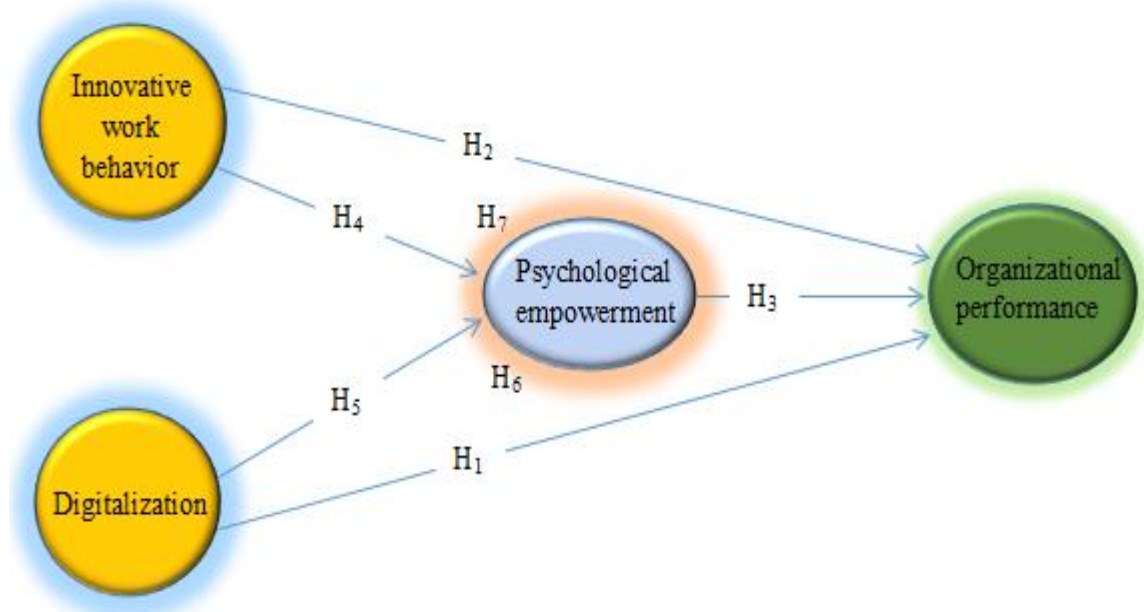 Innovative
work
behavior
H₂
H₄
H₇
Psychological
empowerment
H₃
Organizational
performance
H₆
H₅
H₁
Digitalization